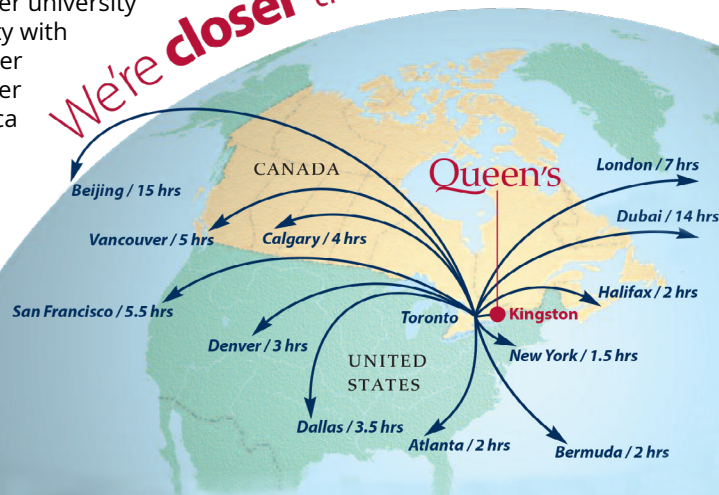 er university
ty with
er
er
ca
We're closer
CANADA
Queen's
London / 7 hrs
Beijing / 15 hrs
Dubai / 14 hrs
Vancouver / 5 hrs
Calgary / 4 hrs
Halifax / 2 hrs
San Francisco / 5.5 hrs
Toronto
Kingston
Denver / 3 hrs
New York / 1.5 hrs
UNITED
STATES
Dallas / 3.5 hrs
Atlanta / 2 hrs
Bermuda / 2 hrs